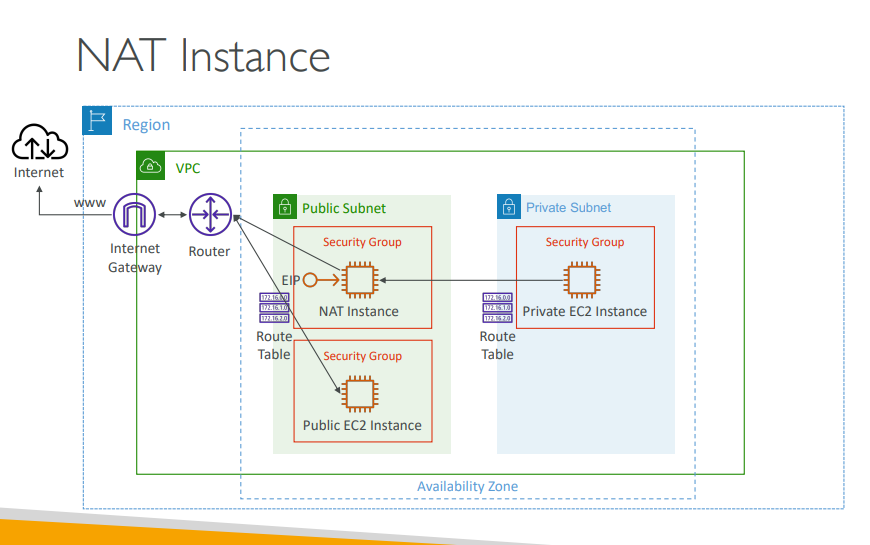 NAT Instance
Region
Internet
VPC
www
Internet
Gateway
Router
Public Subnet
Security Group
EIP
NAT Instance
172.16.0.0
172.16.1.0
172.16.2.0
Route
Table
Security Group
Public EC2 Instance
Private Subnet
Security Group
Private EC2 Instance
172.16.0.0
172.16.1.0
172.16.2.0
Route
Table
Availability Zone